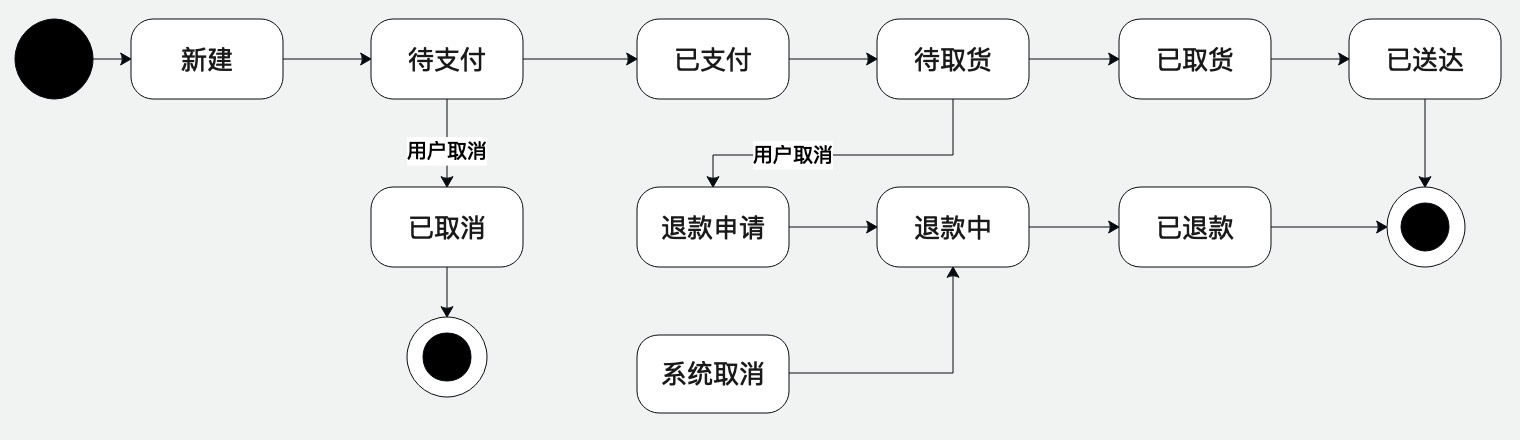 新建
待支付
已支付
待取货
已取货
已送达
用户取消
用户取消
已取消
退款申请
退款中
已退款
系统取消